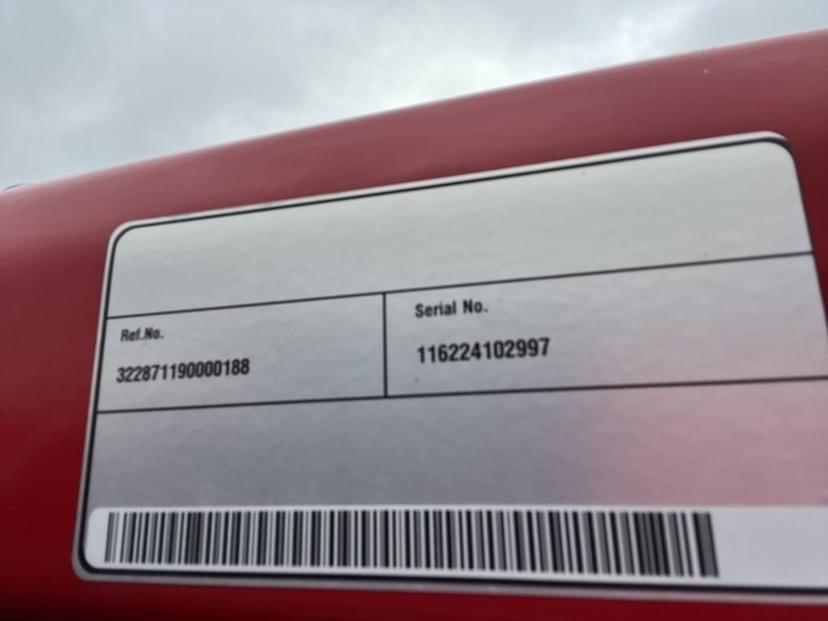 Ref.No.
322871190000188
Serial No.
116224102997